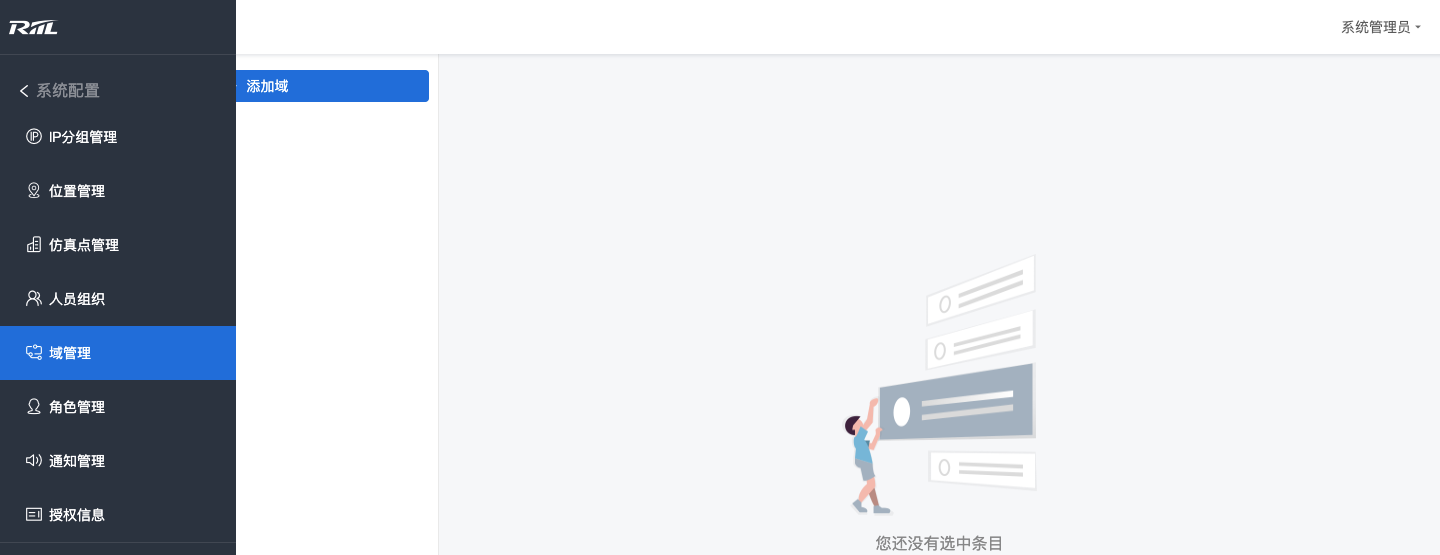 RIIL
系统管理员
系统配置
添加域
IP分组管理
位置管理
仿真点管理
人员组织
域管理
角色管理
通知管理
授权信息
您还没有选中条目